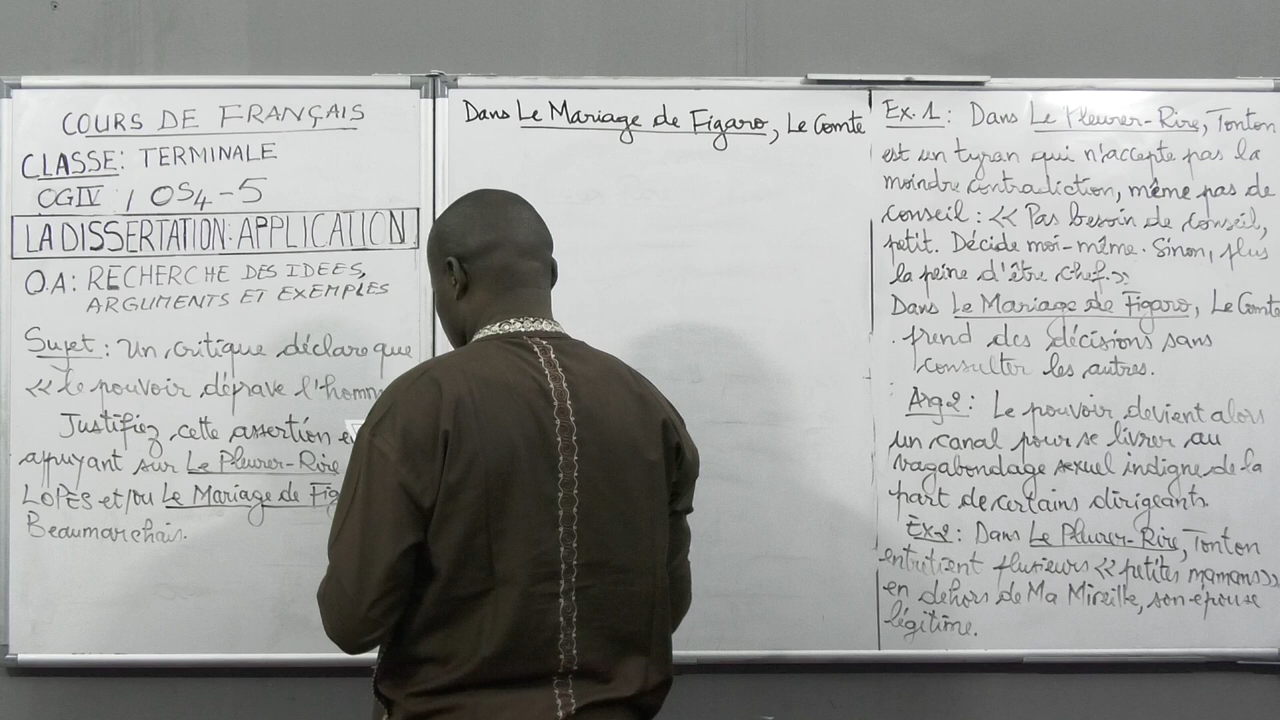 COURS DE FRANÇAIS
CLASSE: TERMINALE
OGIV / OS4-5
LA DISSERTATION: APPLICATION
O.A: RECHERCHE DES IDEES,
ARGUMENTS ET EXEMPLES
Sujet : Un critique déclare que
<< le pouvoir déprave l'homm
Justifiez cette assertion e
appuyant sur Le Pleurer-Rire
LOPES et/ou Le Mariage de Fig
Beaumarchais.
Dans Le Mariage de Figaro, Le Comte
Ex. 1 : Dans Le Pleurer-Rire, Tonton
est un tyran qui n'accepte pas la
moindre contradiction, même pas de
conseil : << Pas besoin de conseil,
petit. Décide moi-même. Sinon, plus
la peine d'être chef.>>
Dans Le Mariage de Figaro, Le Comte
prend des décisions sans
consulter les autres.
Arg 2 : Le pouvoir devient alors
un canal pour se livrer au
vagabondage sexuel indigne de la
part de certains dirigeants.
Ex-2 : Dans Le Pleurer-Rire, Tonton
entretient plusieurs << petites mamans>>
en dehors de Ma Mireille, son épouse
légitime.